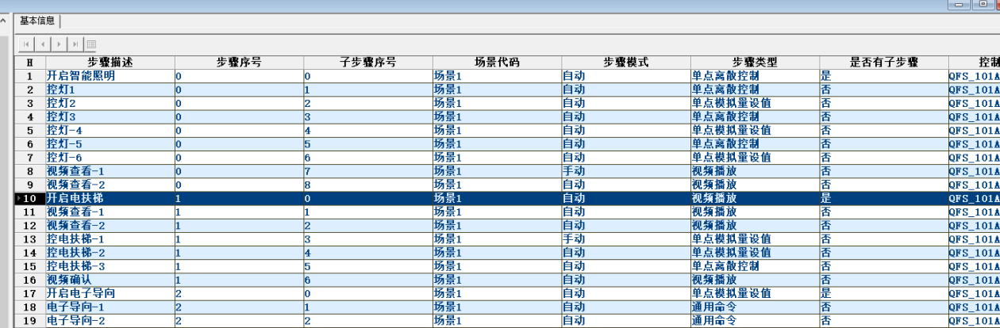 基本信息
H 步骤描述 步骤序号 子步骤序号 场景代码 步骤模式 步骤类型 是否有子步骤 控制
1 开启智能照明 0 0 场景1 自动 单点离散控制 是 QFS_101A
2 控灯1 0 1 场景1 自动 单点离散控制 否 QFS_101A
3 控灯2 0 2 场景1 自动 单点模拟量设值 否 QFS_101A
4 控灯3 0 3 场景1 自动 单点离散控制 否 QFS_101A
5 控灯-4 0 4 场景1 自动 单点模拟量设值 否 QFS_101A
6 控灯-5 0 5 场景1 自动 单点离散控制 否 QFS_101A
7 控灯-6 0 6 场景1 自动 单点模拟量设值 否 QFS_101A
8 视频查看-1 0 7 场景1 手动 视频播放 否 QFS_101A
9 视频查看-2 0 8 场景1 自动 视频播放 否 QFS_101A
10 开启电扶梯 1 0 场景1 自动 视频播放 是 QFS_101A
11 视频查看-1 1 1 场景1 自动 视频播放 否 QFS_101A
12 视频查看-2 1 2 场景1 自动 视频播放 否 QFS_101A
13 控电扶梯-1 1 3 场景1 手动 单点模拟量设值 否 QFS_101A
14 控电扶梯-2 1 4 场景1 自动 单点模拟量设值 否 QFS_101A
15 控电扶梯-3 1 5 场景1 自动 单点离散控制 否 QFS_101A
16 视频确认 1 6 场景1 自动 视频播放 否 QFS_101A
17 开启电子导向 2 0 场景1 自动 单点模拟量设值 是 QFS_101A
18 电子导向-1 2 1 场景1 自动 通用命令 否 QFS_101A
19 电子导向-2 2 2 场景1 自动 通用命令 否 QFS_101A